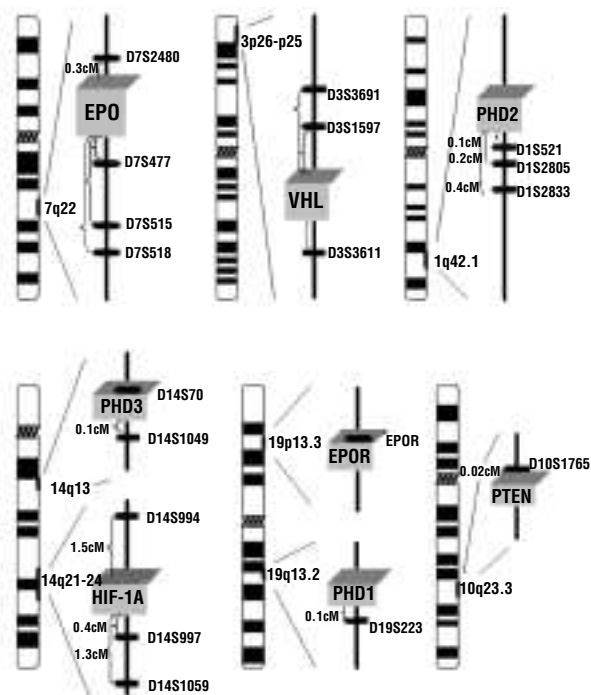 D7S2480
0.3cM
EPO
D7S477
7q22
D7S515
D7S518
3p26-p25
D3S3691
D3S1597
VHL
D3S3611
PHD2
0.1cM
D1S521
0.2cM
D1S2805
0.4cM
D1S2833
1q42.1
PHD3
D14S70
0.1cM
D14S1049
14q13
D14S994
1.5cM
14q21-24
HIF-1A
0.4cM
D14S997
1.3cM
D14S1059
19p13.3
EPOR
EPOR
19q13.2
PHD1
0.1cM
D19S223
0.02cM
D10S1765
PTEN
10q23.3